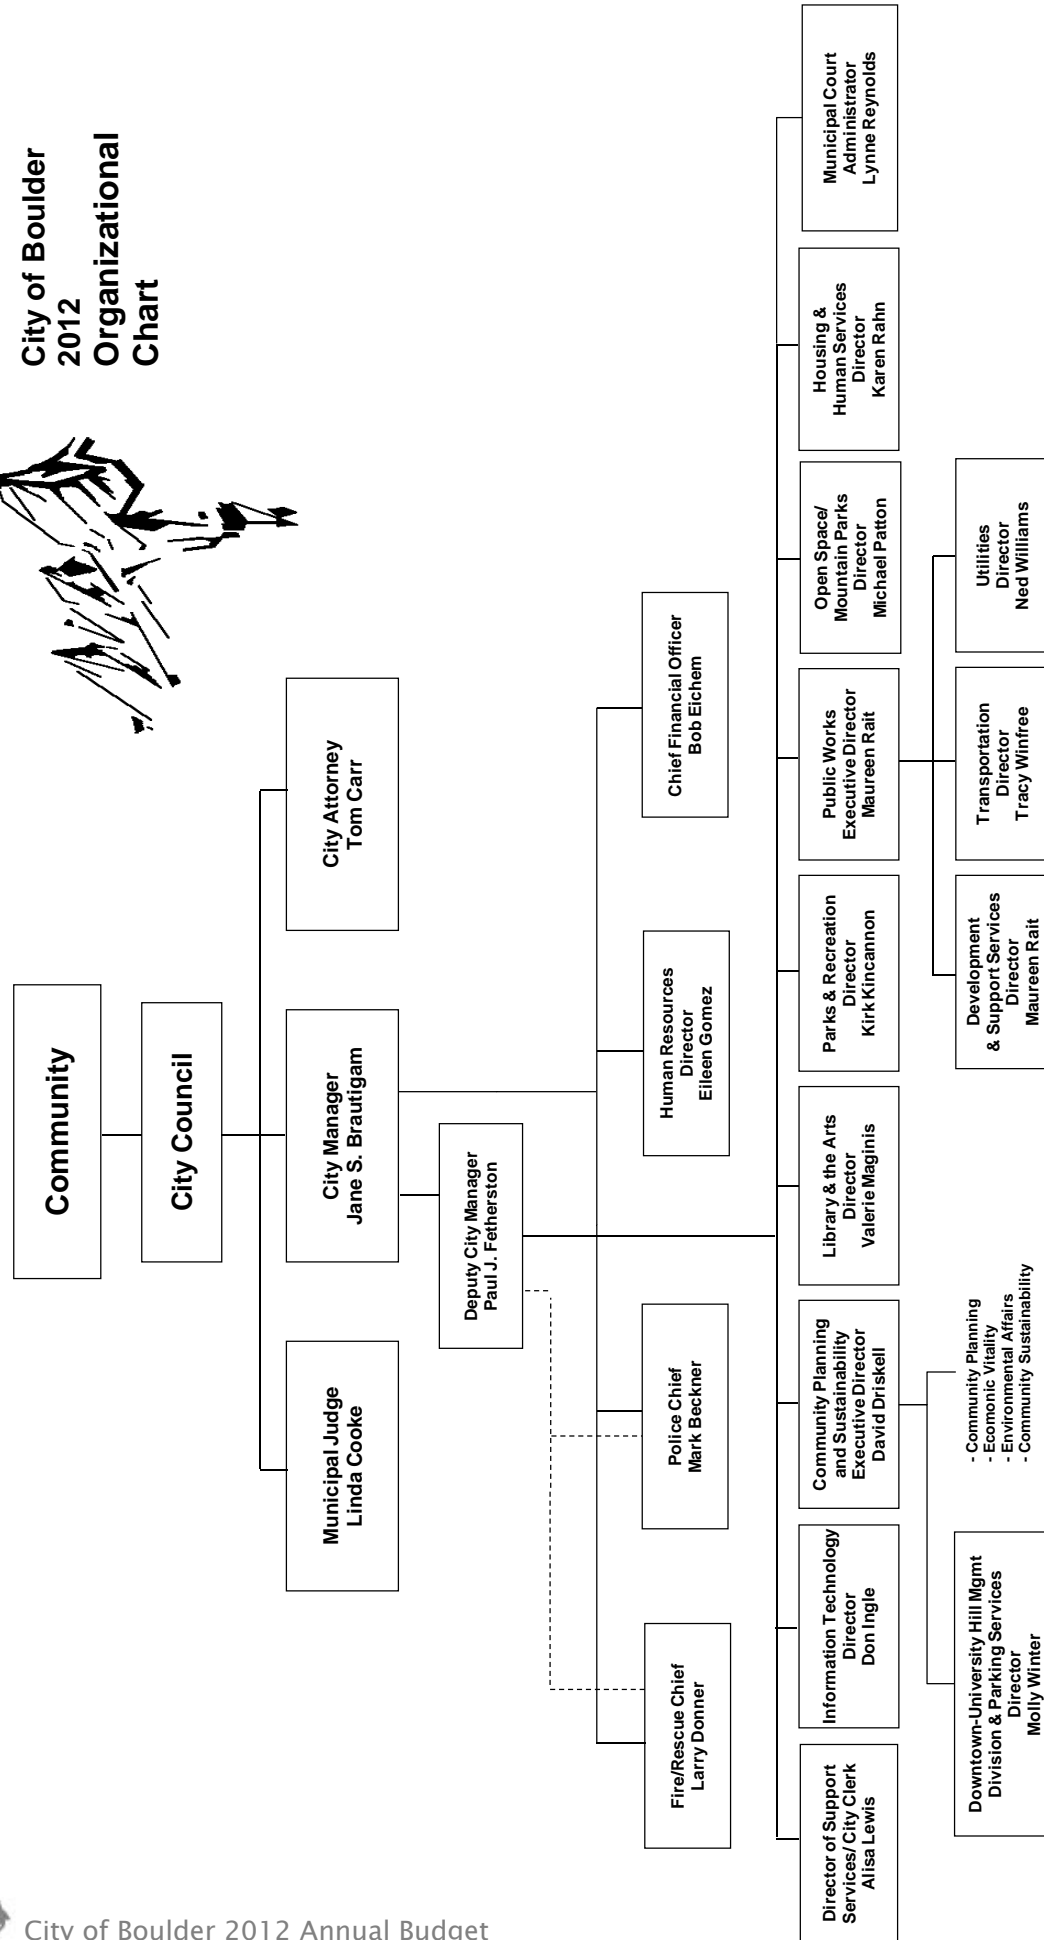 City of Boulder
2012
Organizational
Chart
Community
City Council
Municipal Judge
Linda Cooke
City Manager
Jane S. Brautigam
City Attorney
Tom Carr
Deputy City Manager
Paul J. Fetherston
Fire/Rescue Chief
Larry Donner
Police Chief
Mark Beckner
Human Resources
Director
Eileen Gomez
Chief Financial Officer
Bob Eichem
Director of Support
Services/ City Clerk
Alisa Lewis
Information Technology
Director
Don Ingle
Community Planning
and Sustainability
Executive Director
David Driskell
Library & the Arts
Director
Valerie Maginis
Parks & Recreation
Director
Kirk Kincannon
Public Works
Executive Director
Maureen Rait
Open Space/
Mountain Parks
Director
Michael Patton
Housing &
Human Services
Director
Karen Rahn
Municipal Court
Administrator
Lynne Reynolds
Downtown-University Hill Mgmt
Division & Parking Services
Director
Molly Winter
- Community Planning
- Ecomonic Vitality
- Environmental Affairs
- Community Sustainability
Development
& Support Services
Director
Maureen Rait
Transportation
Director
Tracy Winfree
Utilities
Director
Ned Williams
City of Boulder 2012 Annual Budget